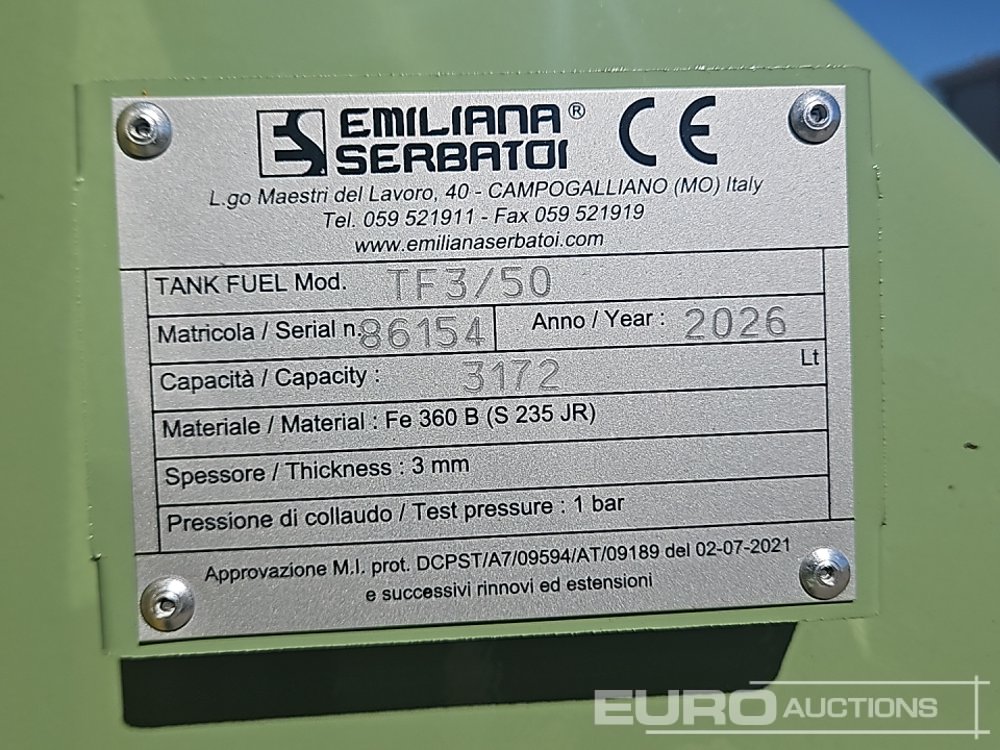 EMILIANA®
SERBATOI
CE
L.go Maestri del Lavoro, 40 - CAMPOGALLIANO (MO) Italy
Tel. 059 521911 - Fax 059 521919
www.emilianaserbatoi.com
TANK FUEL Mod. TF3/50
Matricola / Serial n. 86154 Anno / Year : 2026
Capacità / Capacity : 3172 Lt
Materiale / Material : Fe 360 B (S 235 JR)
Spessore / Thickness : 3 mm
Pressione di collaudo / Test pressure : 1 bar
Approvazione M.I. prot. DCPST/A7/09594/AT/09189 del 02-07-2021
e successivi rinnovi ed estensioni
EURO AUCTIONS